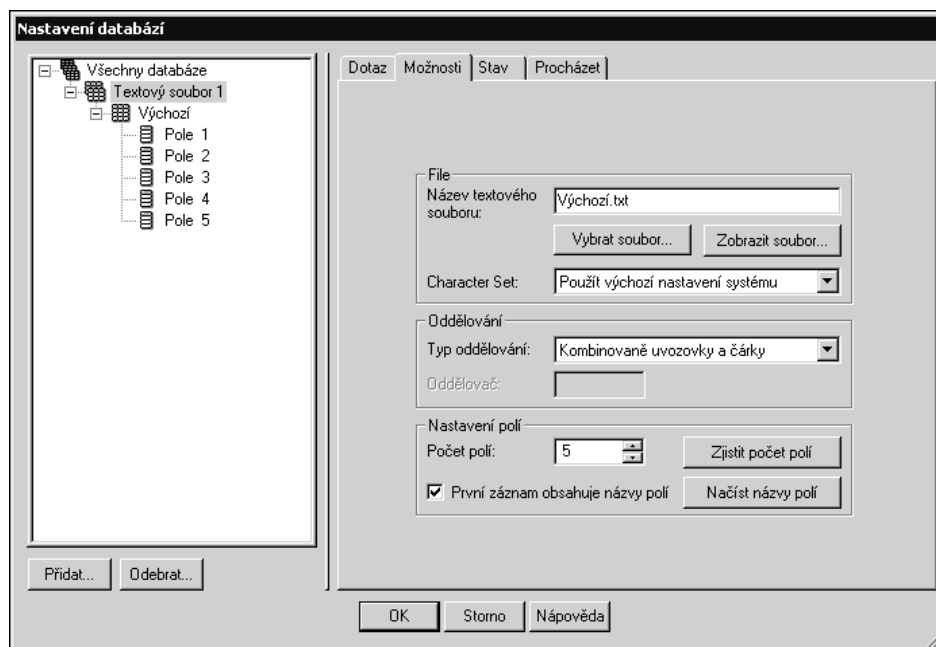 Nastavení databází
Všechny databáze
Textový soubor 1
Výchozí
Pole 1
Pole 2
Pole 3
Pole 4
Pole 5
Přidat...
Odebrat...
Dotaz
Možnosti
Stav
Procházet
File
Název textového
souboru:
Výchozí.txt
Vybrat soubor...
Zobrazit soubor...
Character Set:
Použít výchozí nastavení systému
Oddělování
Typ oddělování:
Kombinovaně uvozovky a čárky
Oddělovač:
Nastavení polí
Počet polí:
5
Zjistit počet polí
První záznam obsahuje názvy polí
Načíst názvy polí
OK
Storno
Nápověda